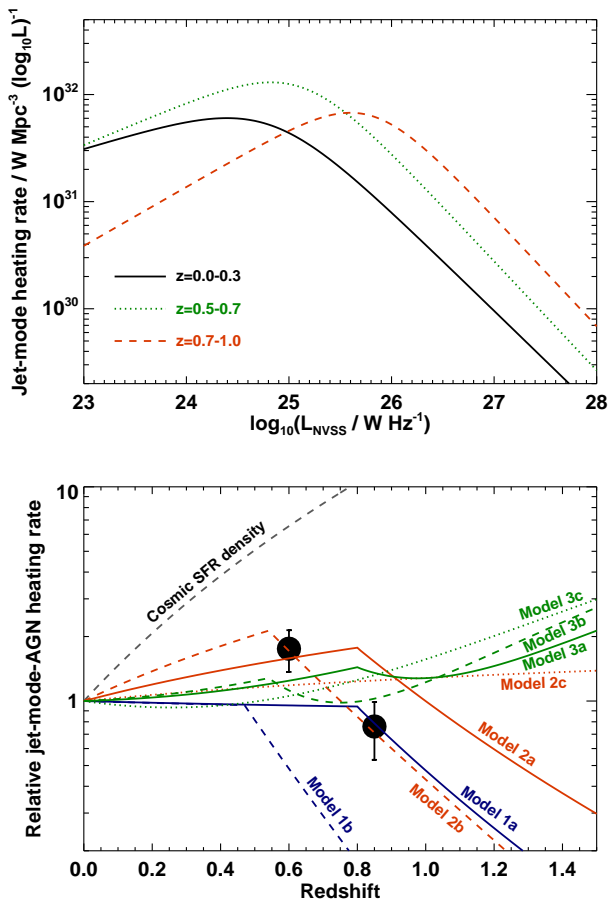 Jet-mode heating rate / W Mpc⁻³ (log₁₀L)⁻¹
10³²
10³¹
10³⁰
z=0.0-0.3
z=0.5-0.7
z=0.7-1.0
23 24 25 26 27 28
log₁₀(L_NVSS / W Hz⁻¹)
Relative jet-mode-AGN heating rate
10
1
Cosmic SFR density
Model 3c
Model 3b
Model 3a
Model 2c
Model 2a
Model 1a
Model 2b
Model 1b
0.0 0.2 0.4 0.6 0.8 1.0 1.2 1.4
Redshift